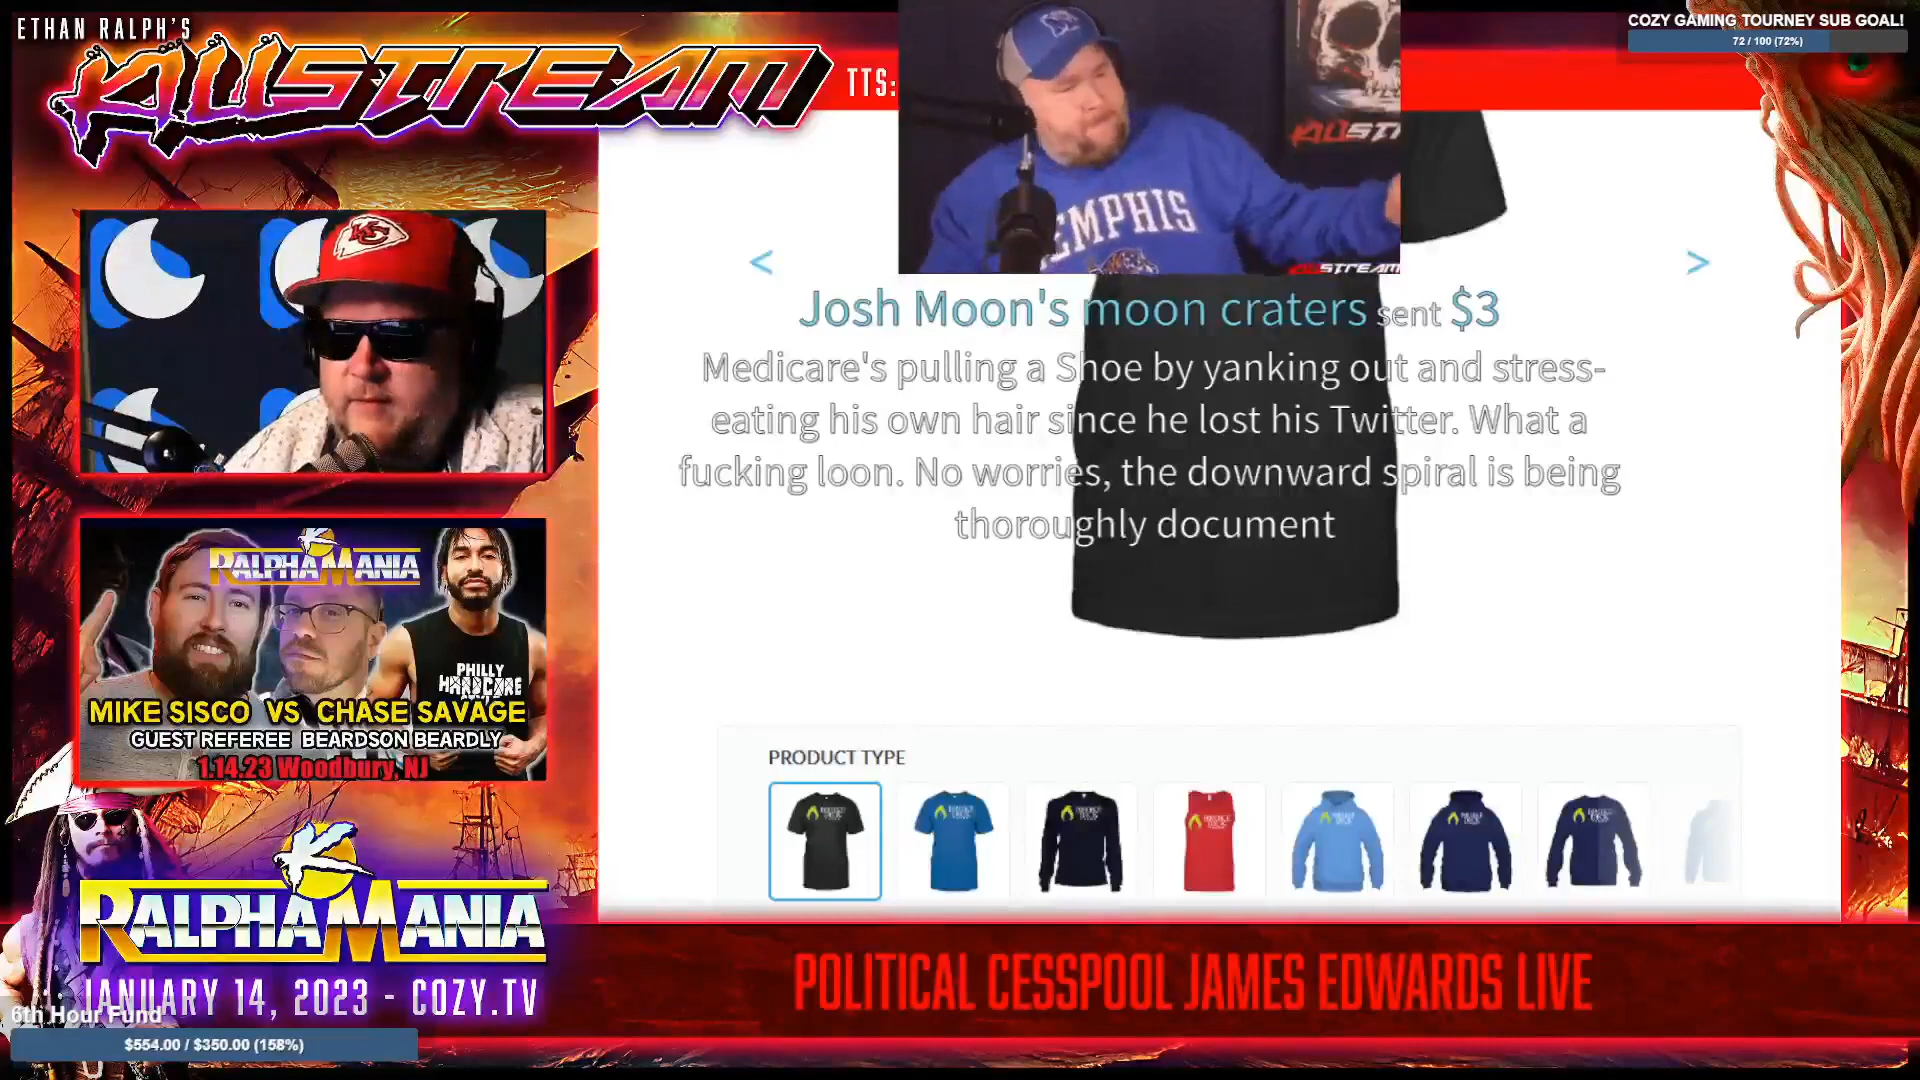 ETHAN RALPH'S
KILLSTREAM
TTS:
COZY GAMING TOURNEY SUB GOAL!
72 / 100 (72%)
KC
MEMPHIS
KILLSTREAM
<
>
Josh Moon's moon craters sent $3
Medicare's pulling a Shoe by yanking out and stress-
eating his own hair since he lost his Twitter. What a
fucking loon. No worries, the downward spiral is being
thoroughly document
RALPHAMANIA
PHILLY
HARDCORE
MIKE SISCO VS CHASE SAVAGE
GUEST REFEREE BEARDSON BEARDLY
1.14.23 Woodbury, NJ
PRODUCT TYPE
RALPHAMANIA
JANUARY 14, 2023 - COZY.TV
6th Hour Fund
$554.00 / $350.00 (158%)
POLITICAL CESSPOOL JAMES EDWARDS LIVE